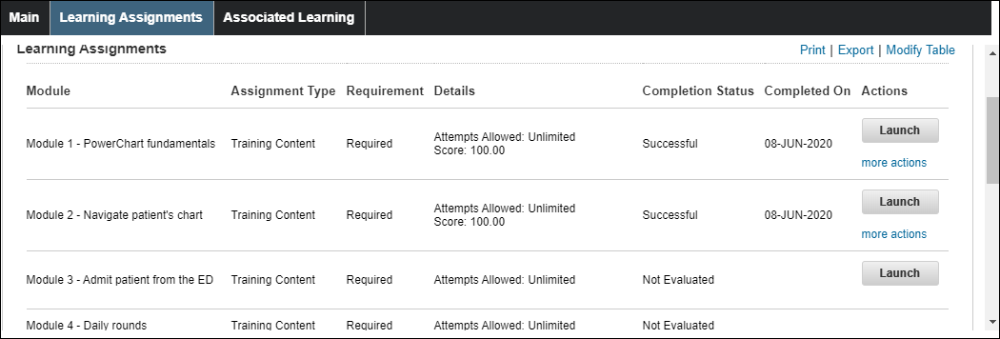 Main Learning Assignments Associated Learning
Learning Assignments Print | Export | Modify Table
Module Assignment Type Requirement Details Completion Status Completed On Actions
Module 1 - PowerChart fundamentals Training Content Required Attempts Allowed: Unlimited Successful 08-JUN-2020 Launch
Score: 100.00
more actions
Module 2 - Navigate patient's chart Training Content Required Attempts Allowed: Unlimited Successful 08-JUN-2020 Launch
Score: 100.00
more actions
Module 3 - Admit patient from the ED Training Content Required Attempts Allowed: Unlimited Not Evaluated Launch
Module 4 - Daily rounds Training Content Required Attempts Allowed: Unlimited Not Evaluated